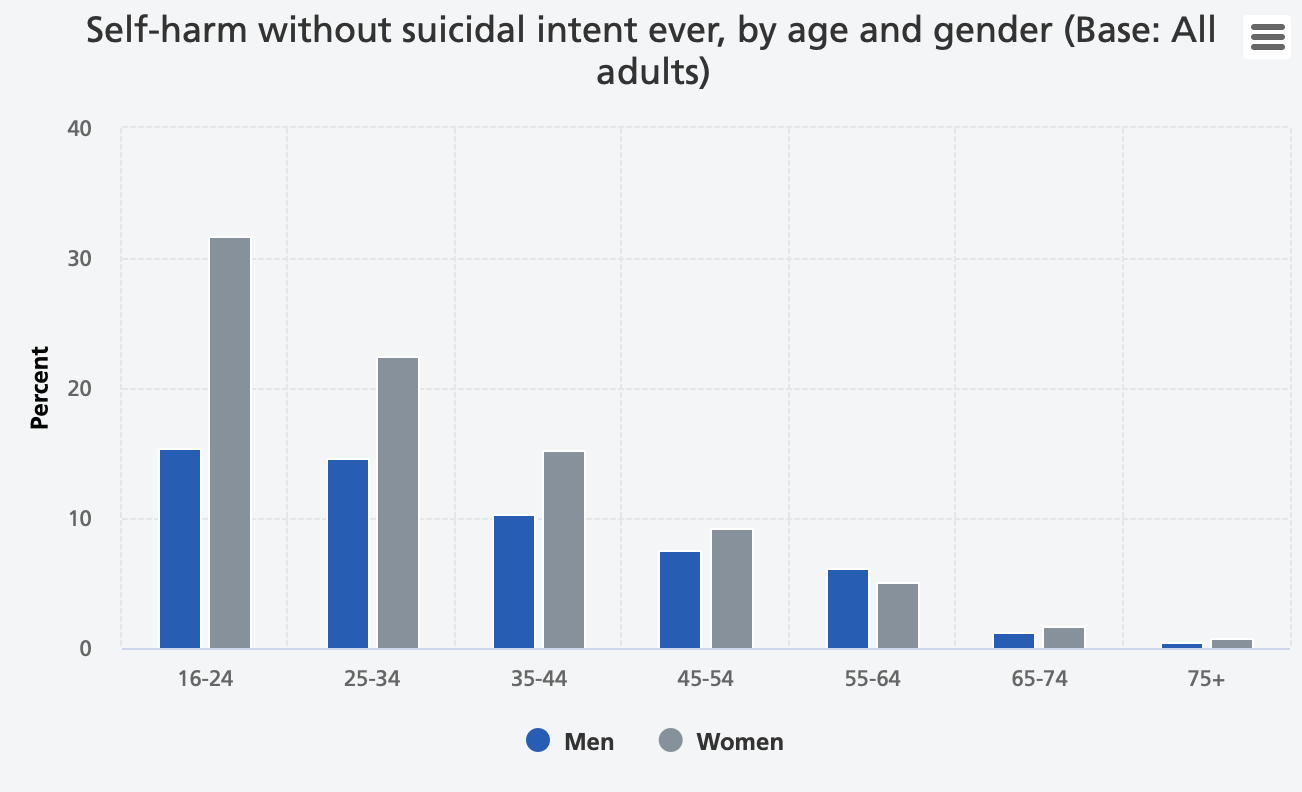 Self-harm without suicidal intent ever, by age and gender (Base: All
adults)
40
30
20
10
0
Percent
16-24
25-34
35-44
45-54
55-64
65-74
75+
Men
Women